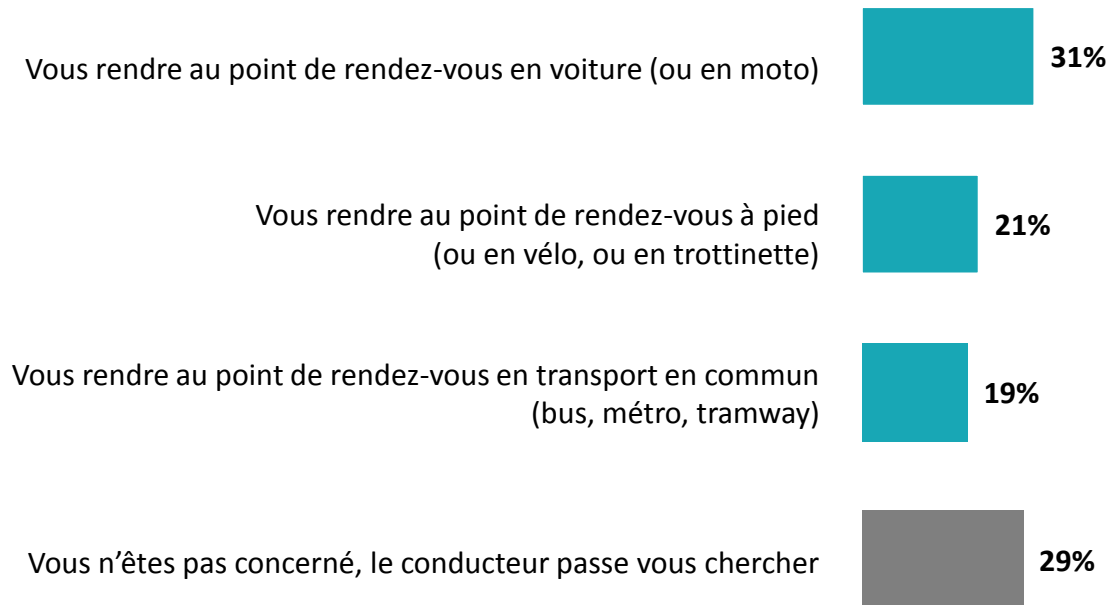 Vous rendre au point de rendez-vous en voiture (ou en moto)
31%
Vous rendre au point de rendez-vous à pied
(ou en vélo, ou en trottinette)
21%
Vous rendre au point de rendez-vous en transport en commun
(bus, métro, tramway)
19%
Vous n’êtes pas concerné, le conducteur passe vous chercher
29%